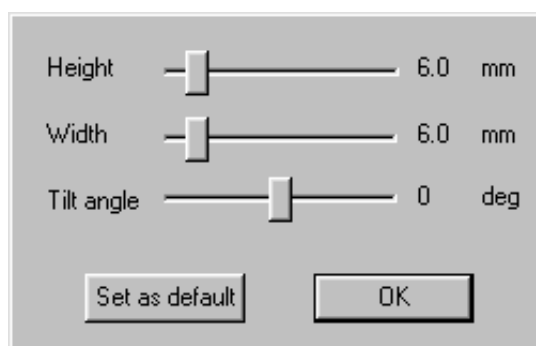 Height 6.0 mm
Width 6.0 mm
Tilt angle 0 deg
Set as default OK